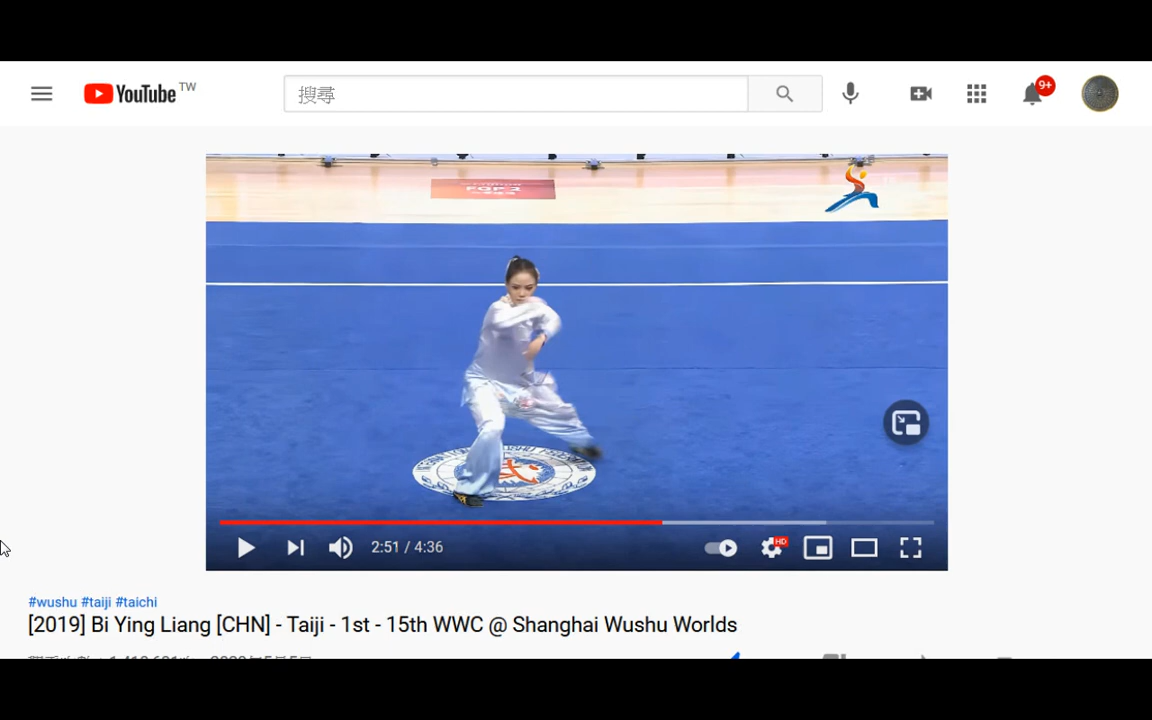 YouTube TW
搜尋
9+
2:51 / 4:36
HD
#wushu #taiji #taichi
[2019] Bi Ying Liang [CHN] - Taiji - 1st - 15th WWC @ Shanghai Wushu Worlds